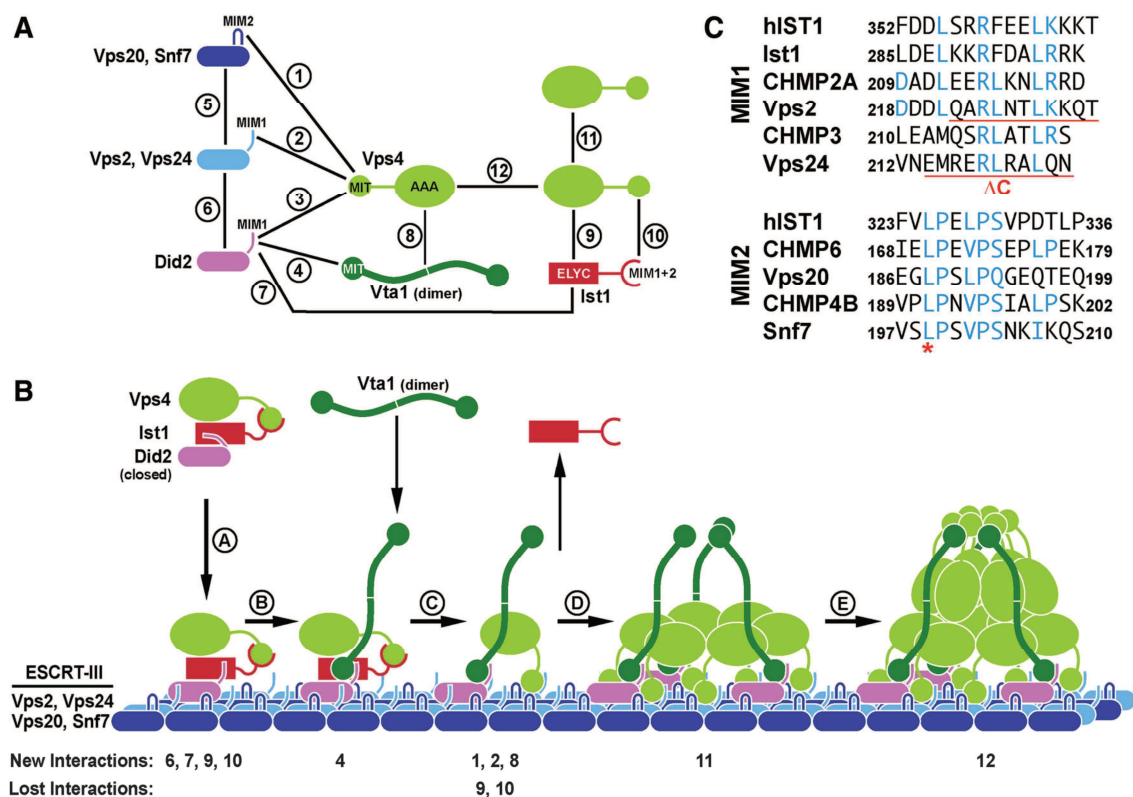 A
MIM2
Vps20, Snf7
1
5
MIM1
2
Vps2, Vps24
Vps4
11
MIT
AAA
12
3
6
MIM1
8
9
10
Did2
4
MIT
ELYC
MIM1+2
7
Vta1 (dimer)
Ist1
C
MIM1
hIST1 352FDDLSRRFEELKKKT
Ist1 285LDELKKRFDALRRK
CHMP2A 209DADLEERLKNLRRD
Vps2 218DDDLQARLNTLKKQT
CHMP3 210LEAMQSRLATLRS
Vps24 212VNEMRERLRALQN
ΔC
MIM2
hIST1 323FVLPELPSVPDTLP336
CHMP6 168IELPEVPSEPLPEK179
Vps20 186EGLPSLPQGEQTEQ199
CHMP4B 189VPLPNVPSIALPSK202
Snf7 197VSLPSVPSNKIKQS210
*
B
Vps4
Ist1
Did2
(closed)
Vta1 (dimer)
A
B
C
D
E
ESCRT-III
Vps2, Vps24
Vps20, Snf7
New Interactions: 6, 7, 9, 10 4 1, 2, 8 11 12
Lost Interactions: 9, 10